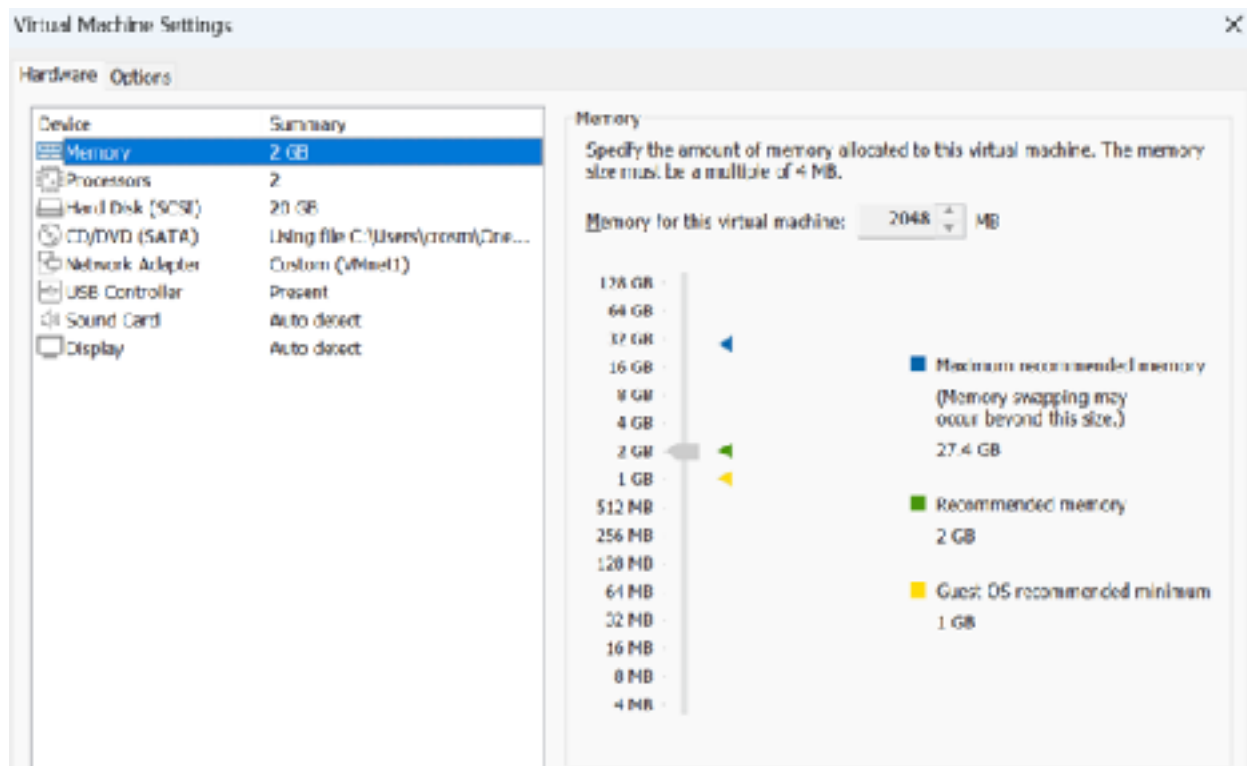 Virtual Machine Settings
Hardware Options
Device Summary
Memory 2 GB
Processors 2
Hard Disk (SCSI) 20 GB
CD/DVD (SATA) Using file C:\Users\crosm\One...
Network Adapter Custom (VMnet1)
USB Controller Present
Sound Card Auto detect
Display Auto detect
Memory
Specify the amount of memory allocated to this virtual machine. The memory
size must be a multiple of 4 MB.
Memory for this virtual machine: 2048 MB
128 GB
64 GB
32 GB
16 GB
8 GB
4 GB
2 GB
1 GB
512 MB
256 MB
128 MB
64 MB
32 MB
16 MB
8 MB
4 MB
Maximum recommended memory
(Memory swapping may
occur beyond this size.)
27.4 GB
Recommended memory
2 GB
Guest OS recommended minimum
1 GB